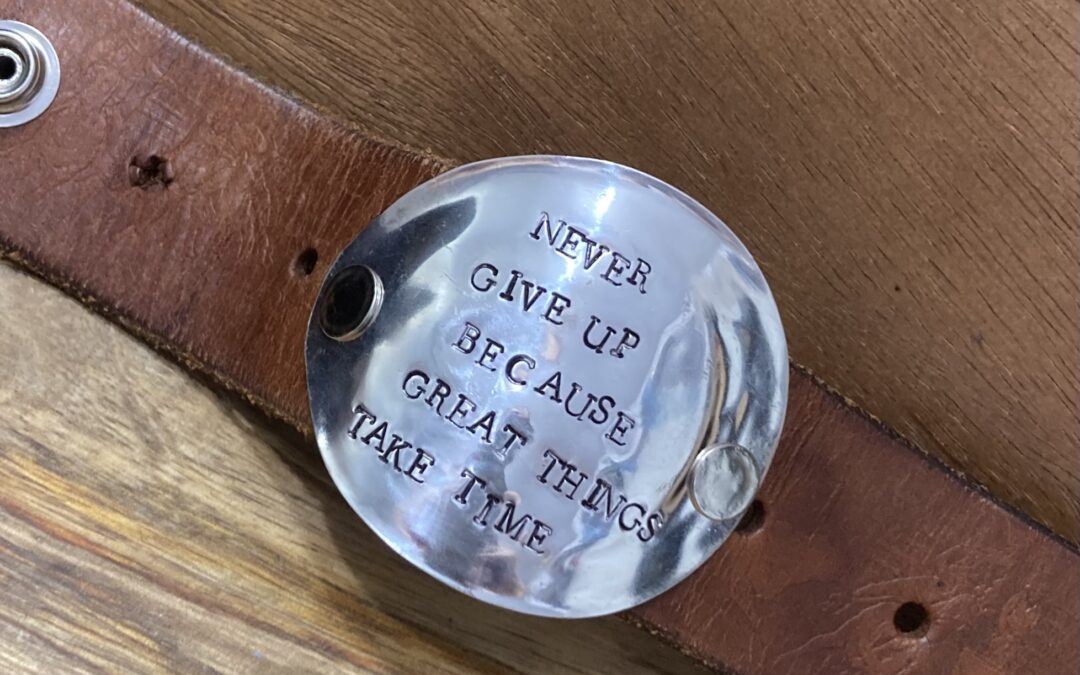 NEVER
GIVE UP
BECAUSE
GREAT THINGS
TAKE TIME